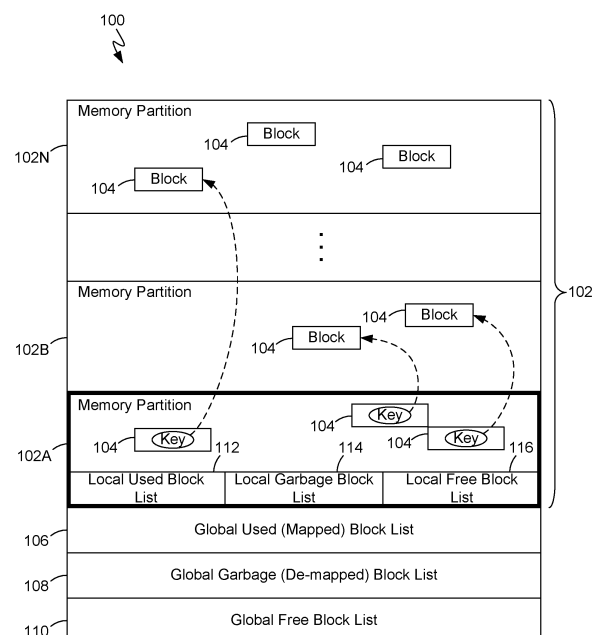 100
Memory Partition
104
Block
104
Block
102N
104
Block
Memory Partition
102
104
Block
104
Block
102B
Memory Partition
104
Key
104
Key
104
Key
102A
112
114
116
Local Used Block
List
Local Garbage Block
List
Local Free Block
List
106
Global Used (Mapped) Block List
108
Global Garbage (De-mapped) Block List
110
Global Free Block List